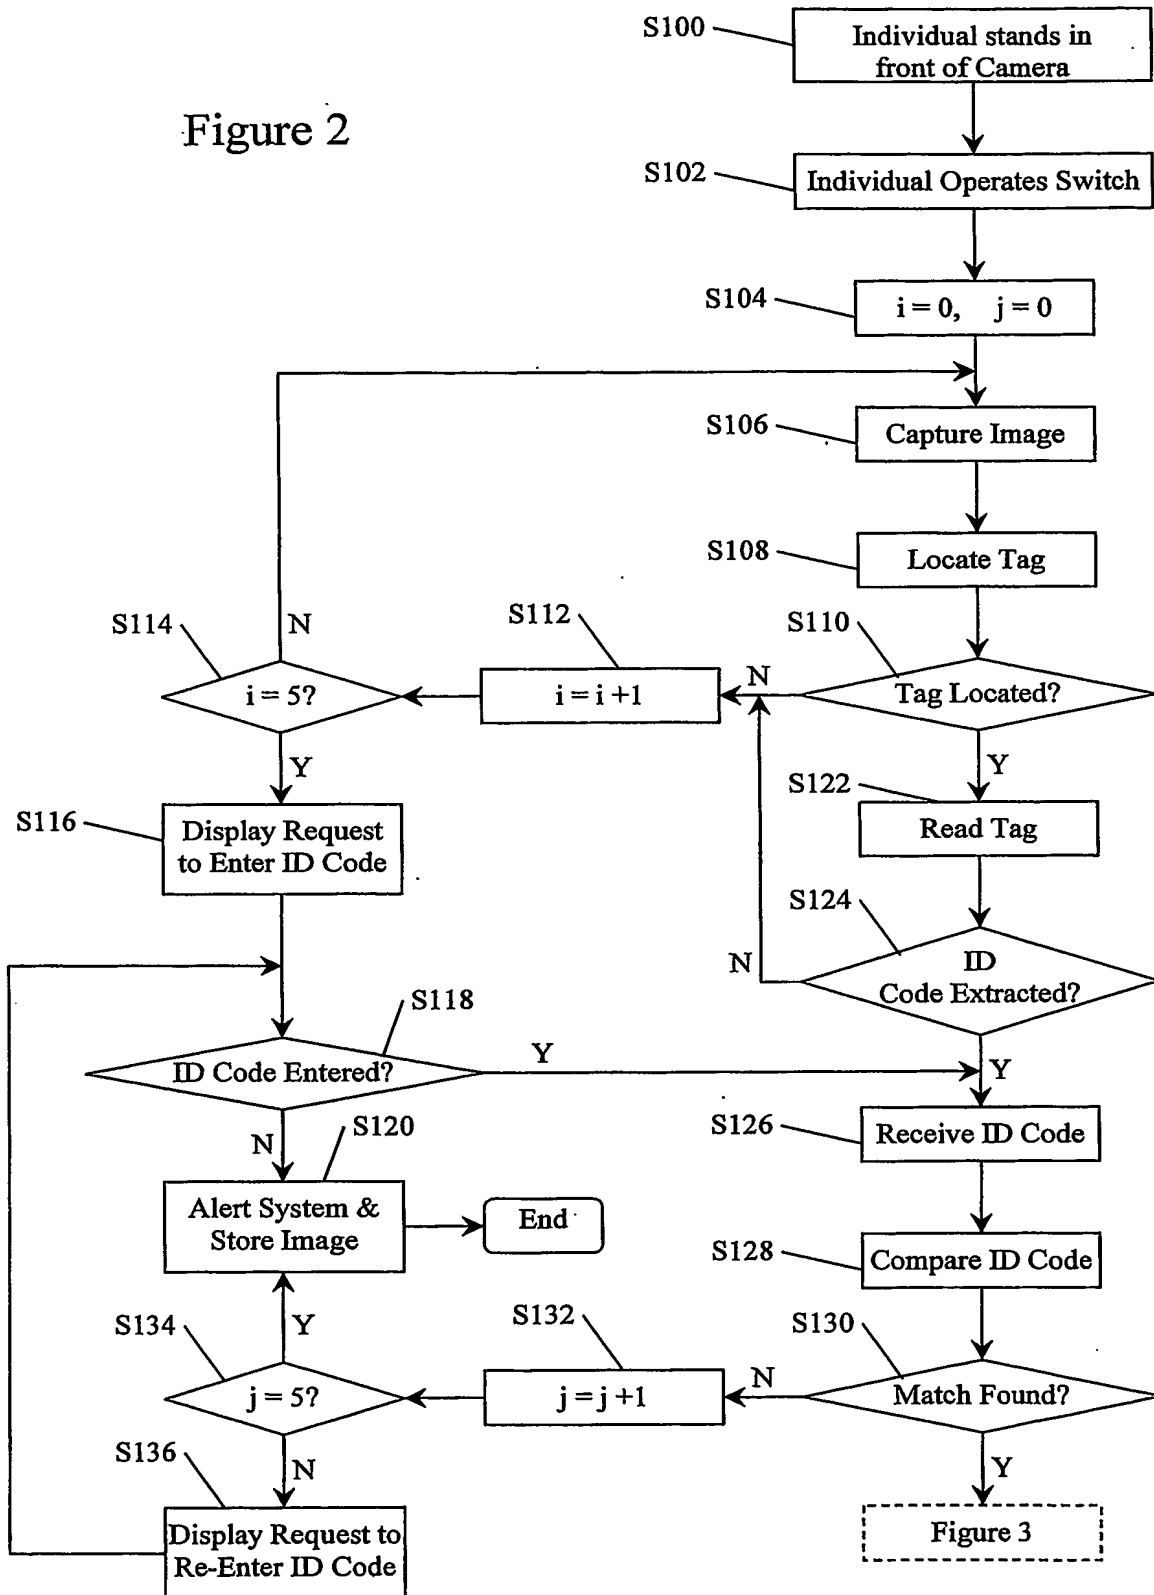 Figure 2
S100
Individual stands in
front of Camera
S102
Individual Operates Switch
S104
i = 0, j = 0
S106
Capture Image
S108
Locate Tag
S110
Tag Located?
N
S112
i = i +1
S114
i = 5?
N
Y
S116
Display Request
to Enter ID Code
Y
S122
Read Tag
S124
ID
Code Extracted?
N
Y
S118
ID Code Entered?
Y
N
S120
Alert System &
Store Image
End
S126
Receive ID Code
S128
Compare ID Code
S130
Match Found?
N
S132
j = j +1
S134
j = 5?
Y
N
S136
Display Request to
Re-Enter ID Code
Y
Figure 3